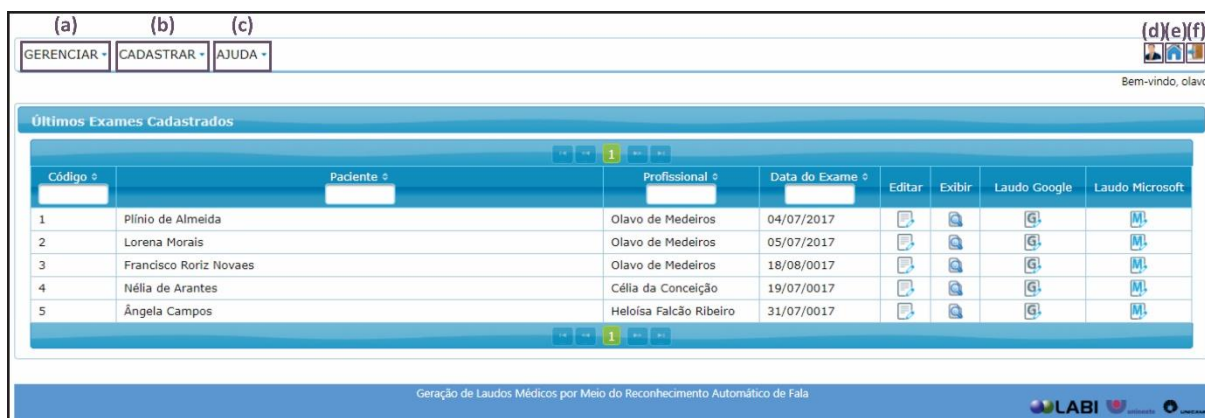 (a) (b) (c) (d)(e)(f)
GERENCIAR CADASTRAR AJUDA
Bem-vindo, olavo
Últimos Exames Cadastrados
1
Código Paciente Profissional Data do Exame Editar Exibir Laudo Google Laudo Microsoft
1 Plínio de Almeida Olavo de Medeiros 04/07/2017 G M
2 Lorena Morais Olavo de Medeiros 05/07/2017 G M
3 Francisco Roriz Novaes Olavo de Medeiros 18/08/0017 G M
4 Nélia de Arantes Célia da Conceição 19/07/0017 G M
5 Ângela Campos Heloísa Falcão Ribeiro 31/07/0017 G M
1
Geração de Laudos Médicos por Meio do Reconhecimento Automático de Fala
LABI